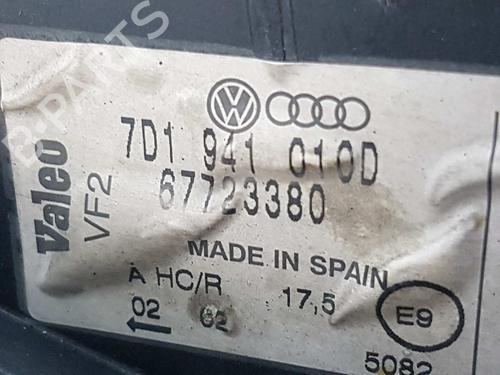 B-PARTS
Valeo
VF2
7D1 941 010D
67723380
MADE IN SPAIN
A HC/R 17,5
02 02
E9
5082